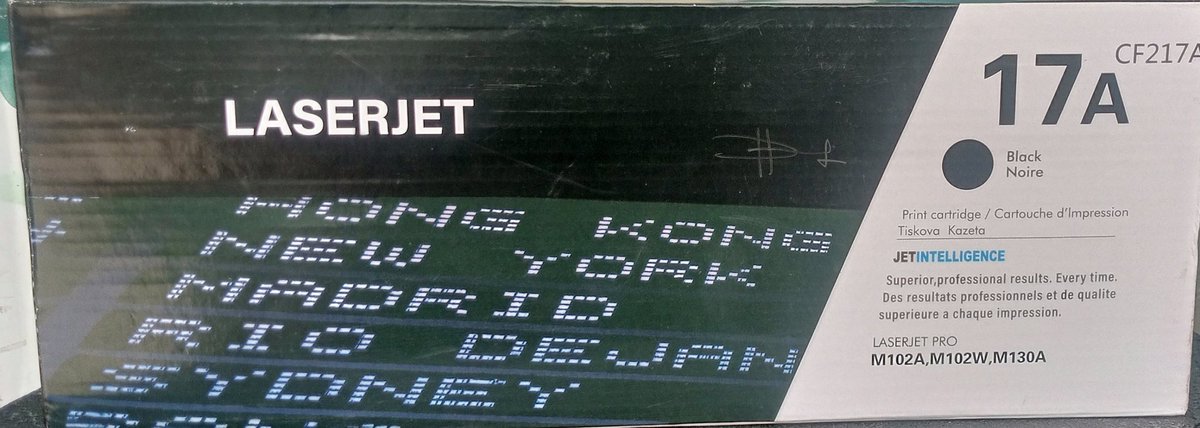 LASERJET
HONG KONG
NEW YORK
MADRID
RIO DEJAN
SYDNEY
17A
CF217A
Black
Noire
Print cartridge / Cartouche d'Impression
Tiskova Kazeta
JETINTELLIGENCE
Superior,professional results. Every time.
Des resultats professionnels et de qualite
superieure a chaque impression.
LASERJET PRO
M102A,M102W,M130A